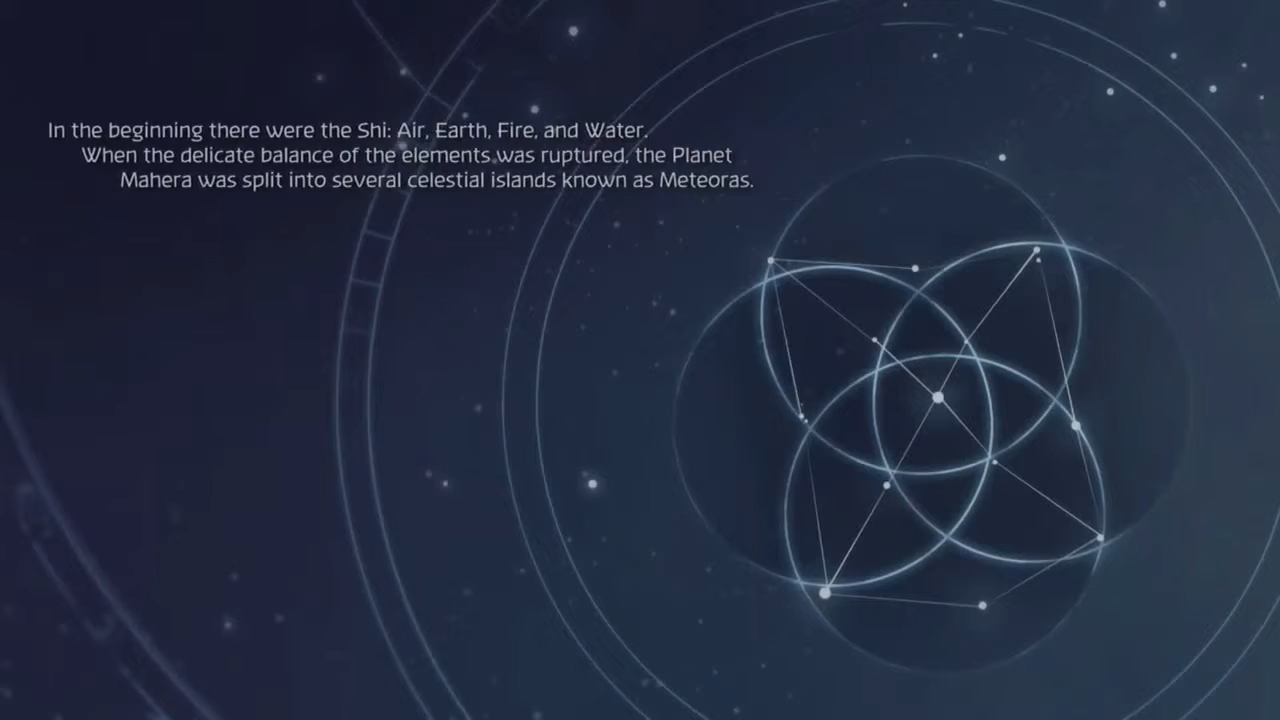 In the beginning there were the Shi: Air, Earth, Fire, and Water.
When the delicate balance of the elements was ruptured, the Planet
Mahera was split into several celestial islands known as Meteoras.